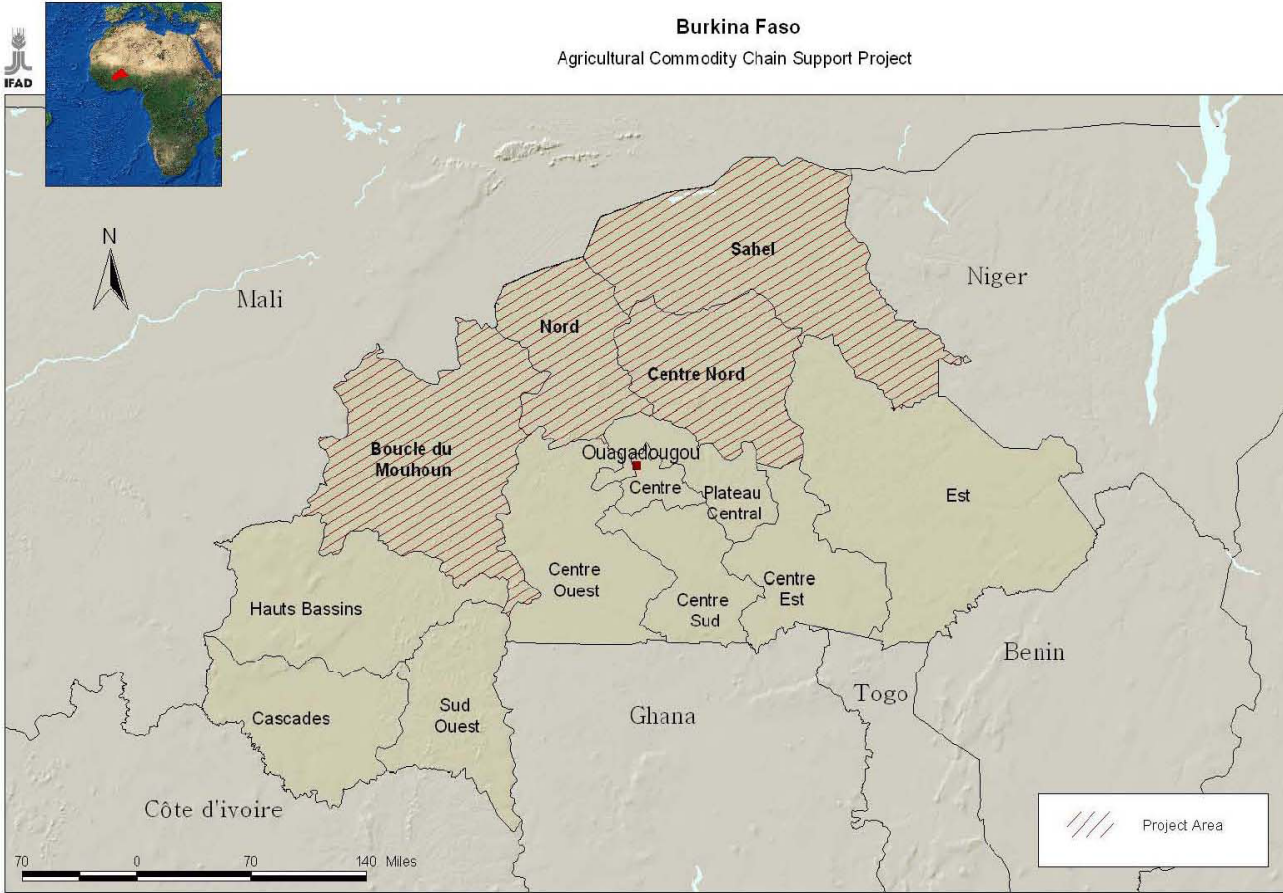 Burkina Faso
Agricultural Commodity Chain Support Project
IFAD
N
Mali
Niger
Sahel
Nord
Centre Nord
Boucle du
Mouhoun
Ouagadougou
Centre
Plateau
Central
Est
Centre
Ouest
Centre
Est
Centre
Sud
Hauts Bassins
Cascades
Sud
Ouest
Benin
Togo
Ghana
Côte d'ivoire
Project Area
70 0 70 140 Miles